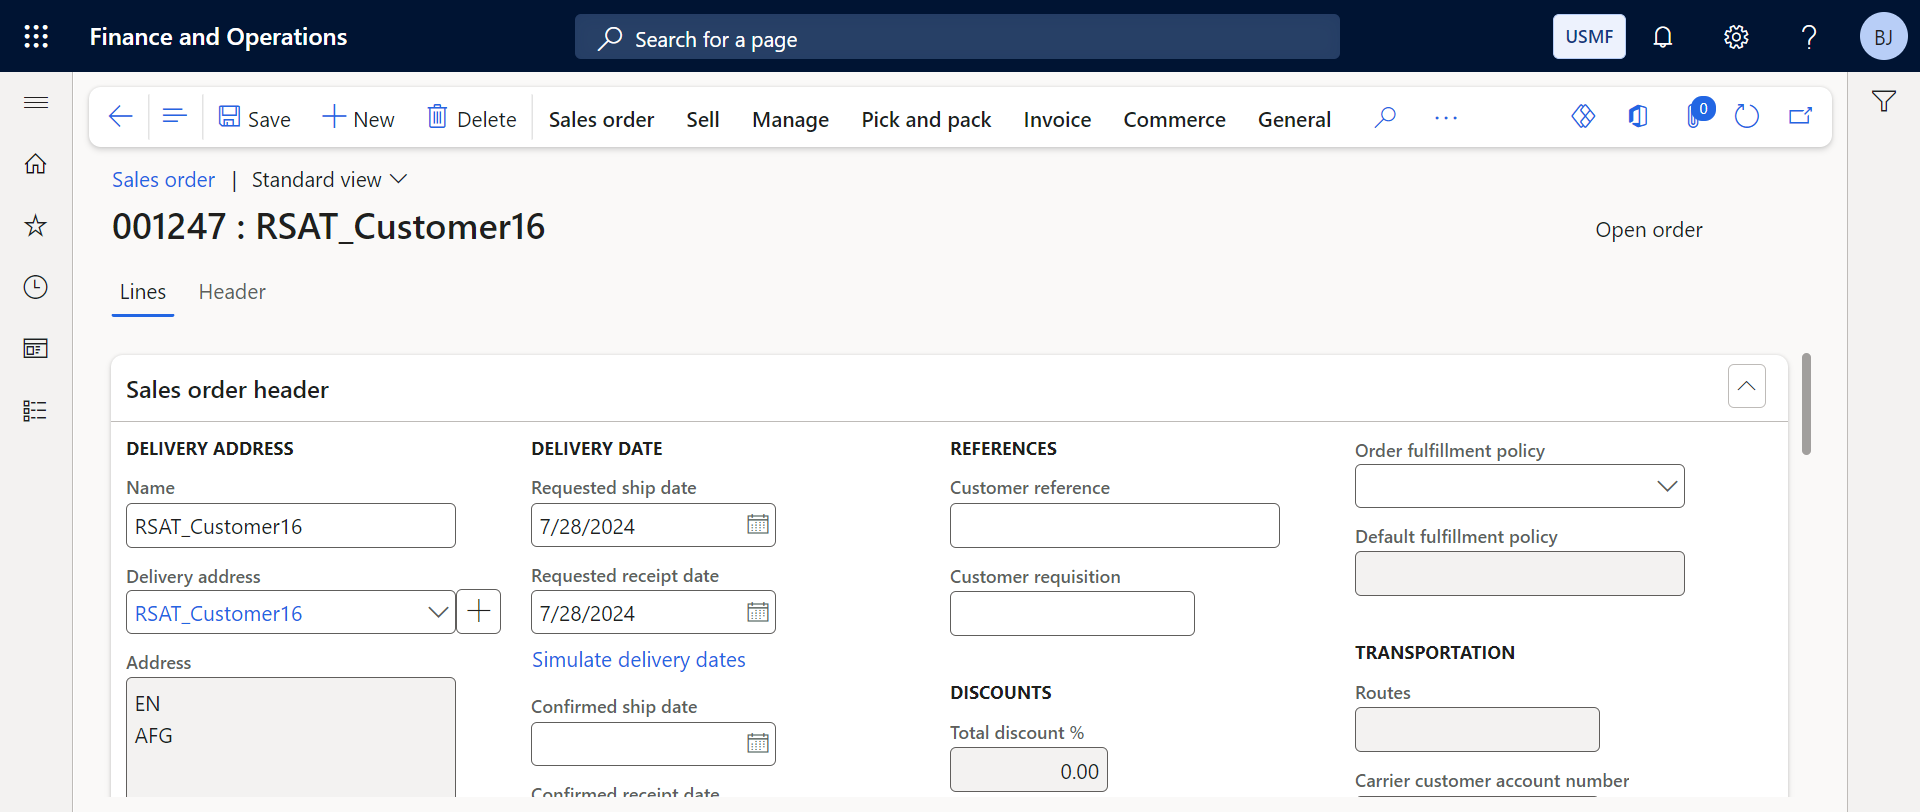 Finance and Operations
Search for a page
USMF
BJ
Save
New
Delete
Sales order
Sell
Manage
Pick and pack
Invoice
Commerce
General
0
Sales order | Standard view
001247 : RSAT_Customer16
Open order
Lines
Header
Sales order header
DELIVERY ADDRESS
Name
RSAT_Customer16
Delivery address
RSAT_Customer16
Address
EN
AFG
DELIVERY DATE
Requested ship date
7/28/2024
Requested receipt date
7/28/2024
Simulate delivery dates
Confirmed ship date
Confirmed receipt date
REFERENCES
Customer reference
Customer requisition
DISCOUNTS
Total discount %
0.00
Order fulfillment policy
Default fulfillment policy
TRANSPORTATION
Routes
Carrier customer account number